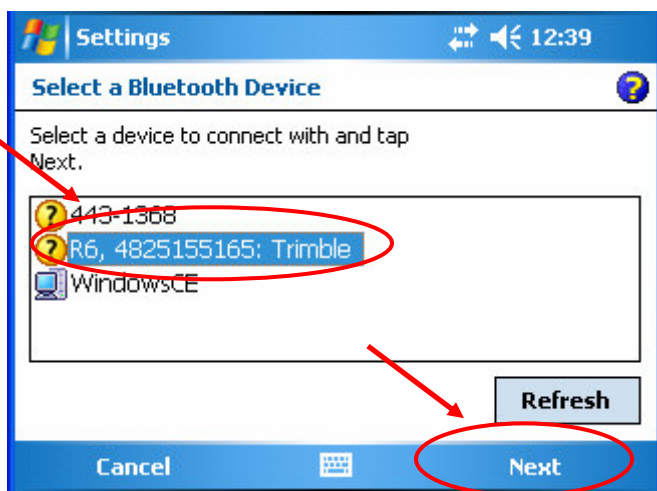 Settings 12:39
Select a Bluetooth Device
Select a device to connect with and tap
Next.
443-1368
R6, 4825155165: Trimble
WindowsCE
Refresh
Cancel Next